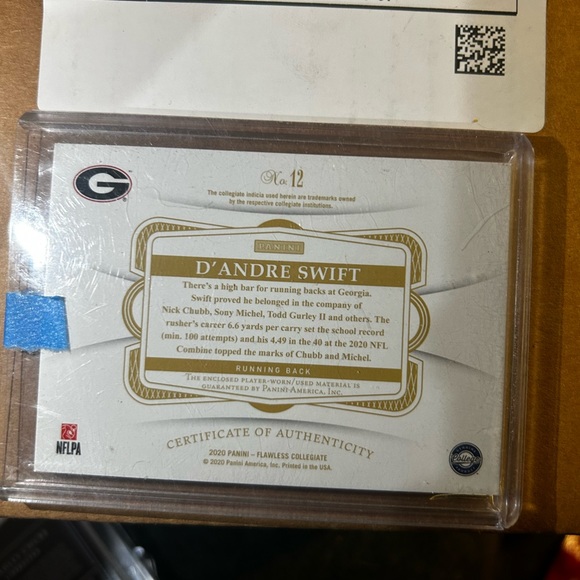 G
No. 12
The collegiate indicia used herein are trademarks owned
by the respective collegiate institutions.
PANINI
D'ANDRE SWIFT
There's a high bar for running backs at Georgia.
Swift proved he belonged in the company of
Nick Chubb, Sony Michel, Todd Gurley II and others. The
rusher's career 6.6 yards per carry set the school record
(min. 100 attempts) and his 4.49 in the 40 at the 2020 NFL
Combine topped the marks of Chubb and Michel.
RUNNING BACK
The enclosed player-worn/used material is
guaranteed by Panini America, Inc.
CERTIFICATE OF AUTHENTICITY
2020 PANINI – FLAWLESS COLLEGIATE
© 2020 Panini America, Inc. Printed in the USA.
NFLPA
College